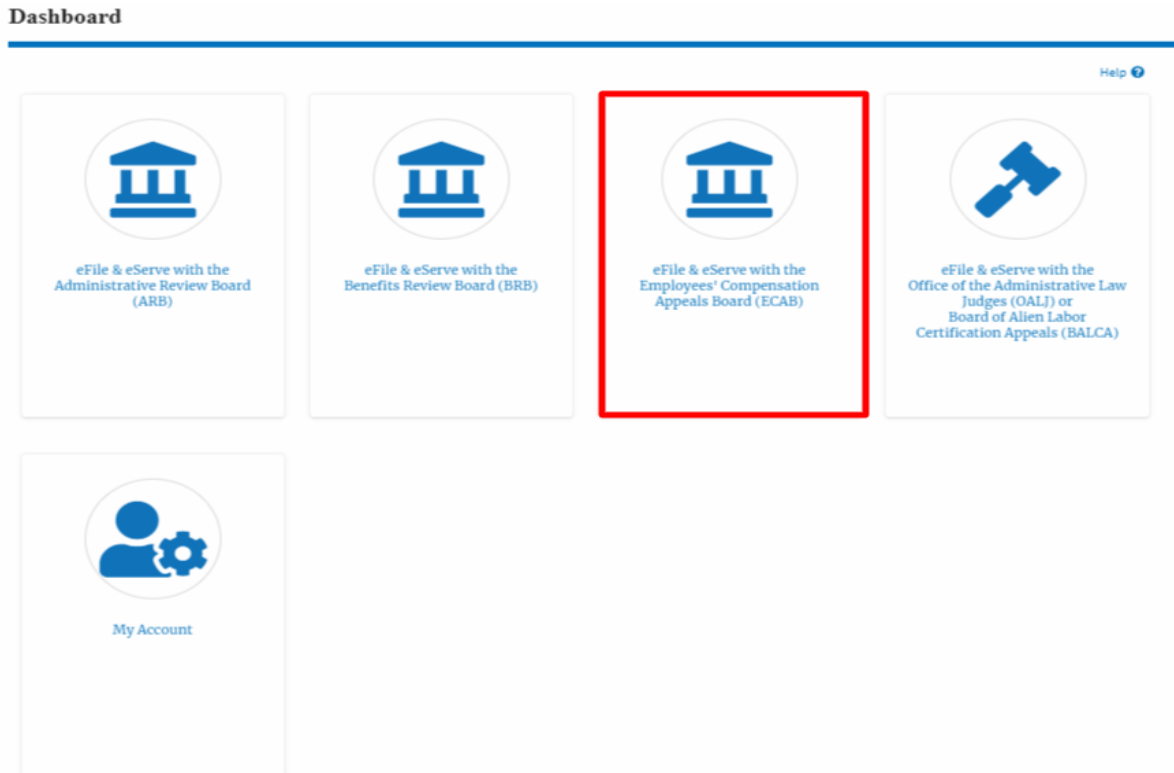 Dashboard
Help
eFile & eServe with the
Administrative Review Board
(ARB)
eFile & eServe with the
Benefits Review Board (BRB)
eFile & eServe with the
Employees' Compensation
Appeals Board (ECAB)
eFile & eServe with the
Office of the Administrative Law
Judges (OALJ) or
Board of Alien Labor
Certification Appeals (BALCA)
My Account